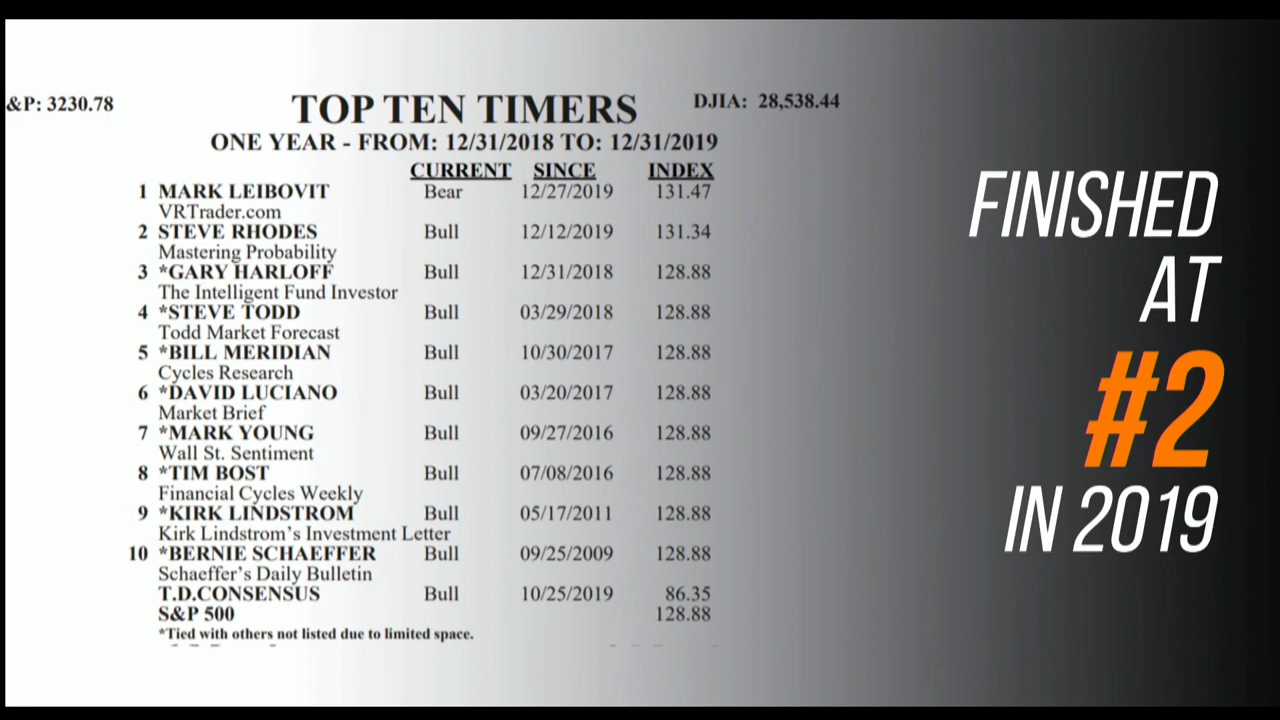 &P: 3230.78
TOP TEN TIMERS
DJIA: 28,538.44
ONE YEAR - FROM: 12/31/2018 TO: 12/31/2019
CURRENT SINCE INDEX
1 MARK LEIBOVIT Bear 12/27/2019 131.47
VRTrader.com
2 STEVE RHODES Bull 12/12/2019 131.34
Mastering Probability
3 *GARY HARLOFF Bull 12/31/2018 128.88
The Intelligent Fund Investor
4 *STEVE TODD Bull 03/29/2018 128.88
Todd Market Forecast
5 *BILL MERIDIAN Bull 10/30/2017 128.88
Cycles Research
6 *DAVID LUCIANO Bull 03/20/2017 128.88
Market Brief
7 *MARK YOUNG Bull 09/27/2016 128.88
Wall St. Sentiment
8 *TIM BOST Bull 07/08/2016 128.88
Financial Cycles Weekly
9 *KIRK LINDSTROM Bull 05/17/2011 128.88
Kirk Lindstrom's Investment Letter
10 *BERNIE SCHAEFFER Bull 09/25/2009 128.88
Schaeffer's Daily Bulletin
T.D.CONSENSUS Bull 10/25/2019 86.35
S&P 500 128.88
*Tied with others not listed due to limited space.
FINISHED
AT
#2
IN 2019